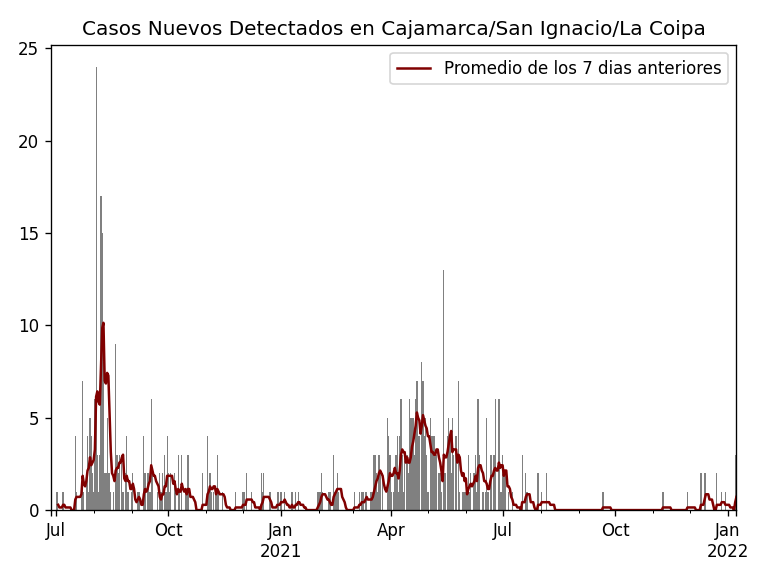 Casos Nuevos Detectados en Cajamarca/San Ignacio/La Coipa
Promedio de los 7 dias anteriores
25
20
15
10
5
0
Jul Oct Jan Apr Jul Oct Jan
2021 2022